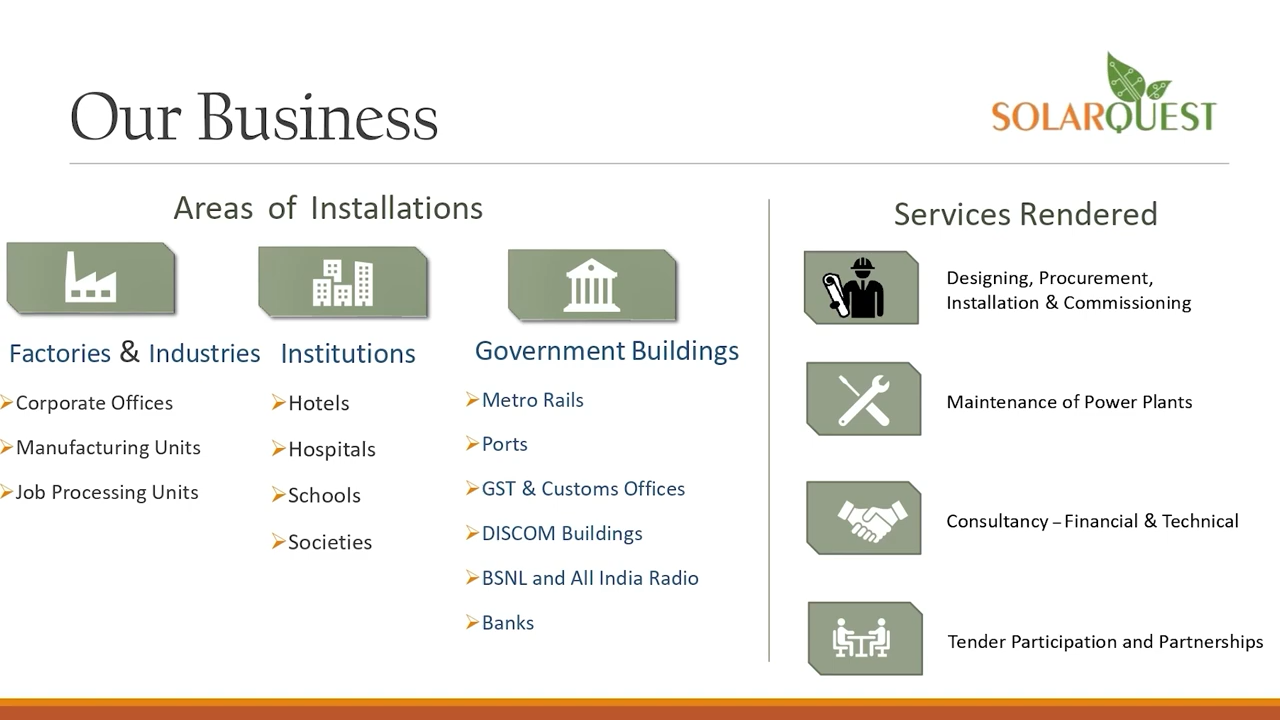 Our Business
SOLARQUEST
Areas of Installations
Factories & Industries
Corporate Offices
Manufacturing Units
Job Processing Units
Institutions
Hotels
Hospitals
Schools
Societies
Government Buildings
Metro Rails
Ports
GST & Customs Offices
DISCOM Buildings
BSNL and All India Radio
Banks
Services Rendered
Designing, Procurement,
Installation & Commissioning
Maintenance of Power Plants
Consultancy – Financial & Technical
Tender Participation and Partnerships